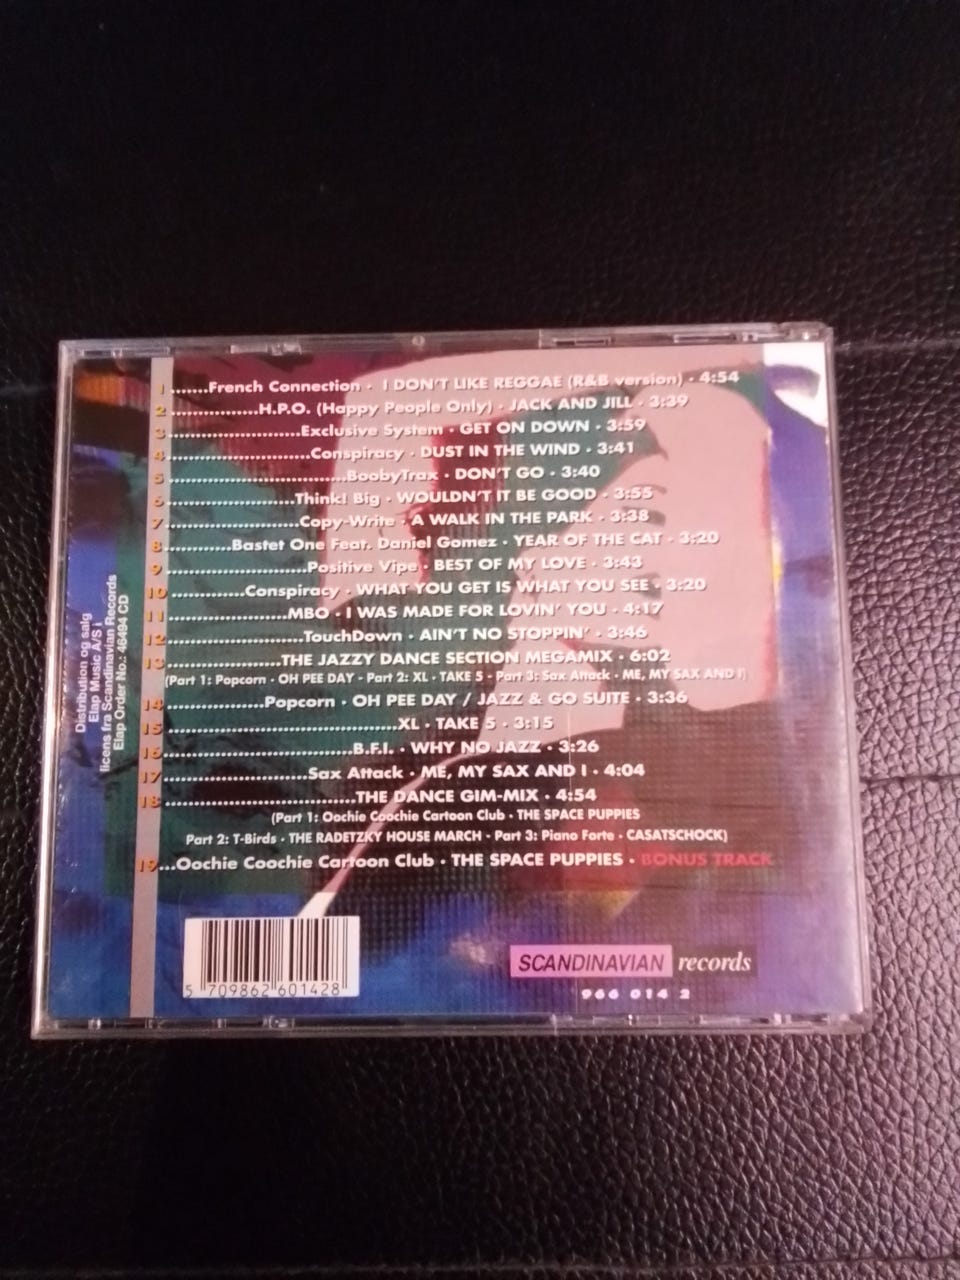 1.......French Connection · I DON'T LIKE REGGAE (R&B version) · 4:54
2................H.P.O. (Happy People Only) · JACK AND JILL · 3:39
3........................Exclusive System · GET ON DOWN · 3:59
4..........................Conspiracy · DUST IN THE WIND · 3:41
5................................BoobyTrax · DON'T GO · 3:40
6.......................Think! Big · WOULDN'T IT BE GOOD · 3:55
7........................Copy-Write · A WALK IN THE PARK · 3:38
8............Bastet One Feat. Daniel Gomez · YEAR OF THE CAT · 3:20
9.........................Positive Vipe · BEST OF MY LOVE · 3:43
10..............Conspiracy · WHAT YOU GET IS WHAT YOU SEE · 3:20
11.....................MBO · I WAS MADE FOR LOVIN' YOU · 4:17
12.........................TouchDown · AIN'T NO STOPPIN' · 3:46
13.....................THE JAZZY DANCE SECTION MEGAMIX · 6:02
(Part 1: Popcorn · OH PEE DAY - Part 2: XL · TAKE 5 - Part 3: Sax Attack · ME, MY SAX AND I)
14..................Popcorn · OH PEE DAY / JAZZ & GO SUITE · 3:36
15..........................................XL · TAKE 5 · 3:15
16..................................B.F.I. · WHY NO JAZZ · 3:26
17..........................Sax Attack · ME, MY SAX AND I · 4:04
18...................................THE DANCE GIM-MIX · 4:54
(Part 1: Oochie Coochie Cartoon Club · THE SPACE PUPPIES
Part 2: T-Birds · THE RADETZKY HOUSE MARCH - Part 3: Piano Forte · CASATSCHOCK)
19...Oochie Coochie Cartoon Club · THE SPACE PUPPIES · BONUS TRACK
Distribution og salg
Elap Music A/S i
licens fra Scandinavian Records
Elap Order No.: 46494 CD
5 709862 601428
SCANDINAVIAN records
966 014 2